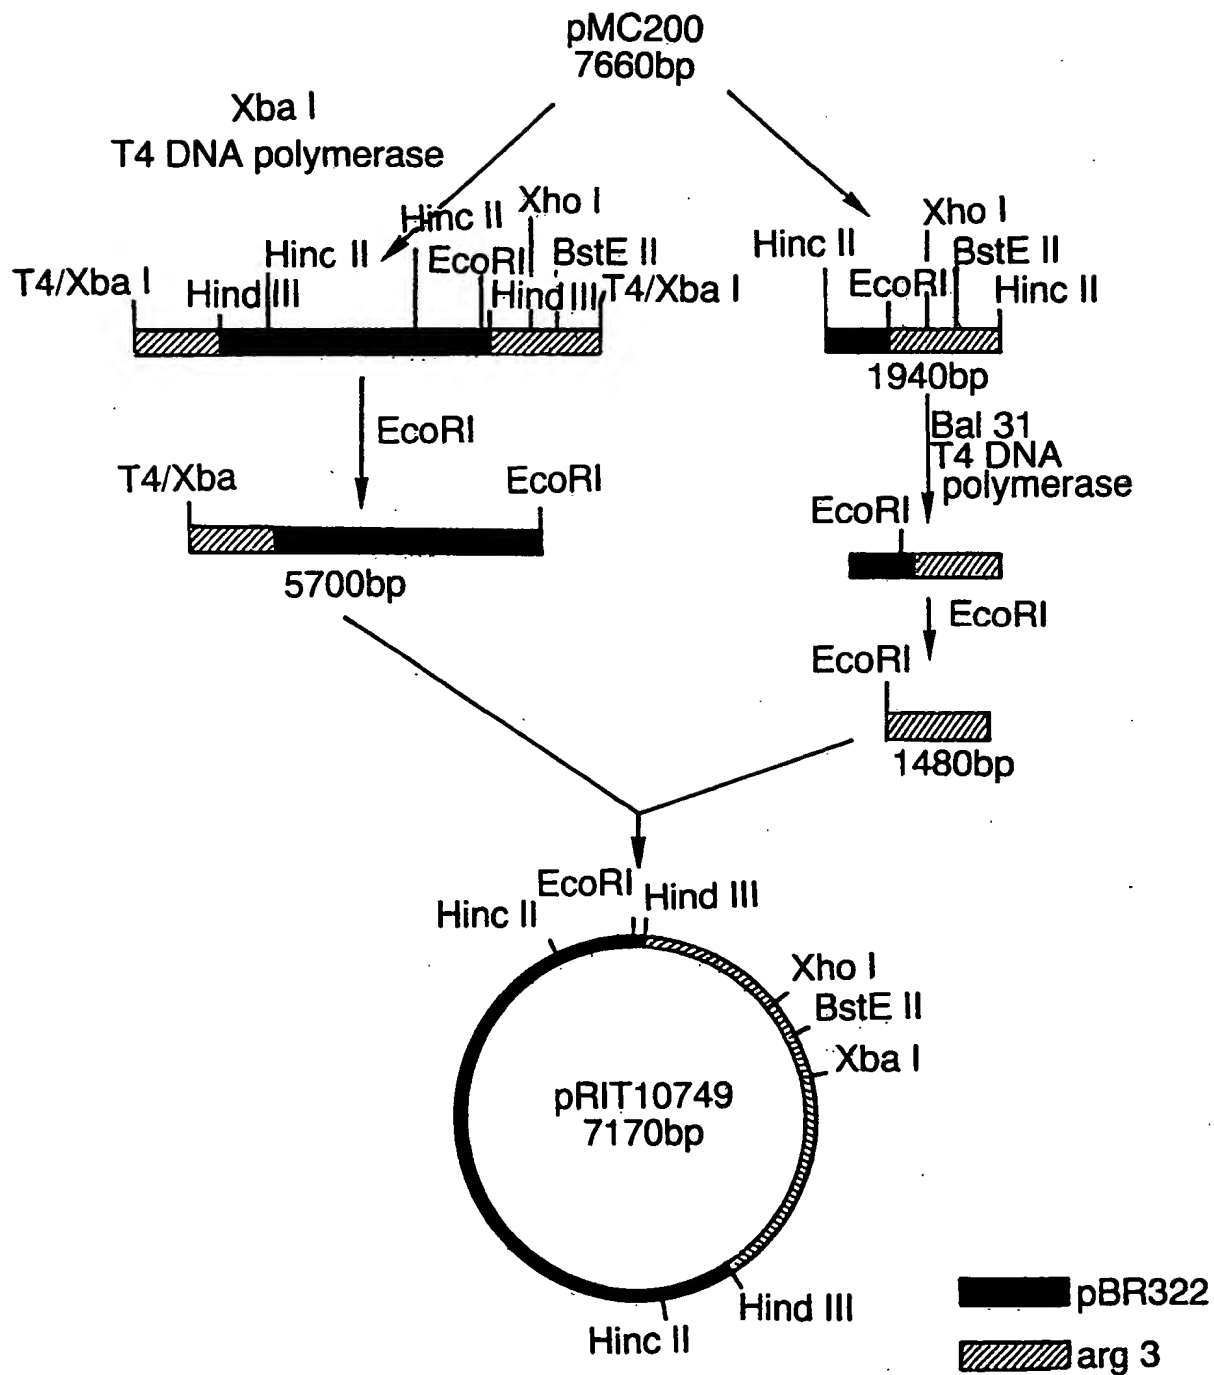 pMC200
7660bp
Xba I
T4 DNA polymerase
T4/Xba I
Hind III
Hinc II
Hinc II
EcoRI
Hind III
Xho I
BstE II
T4/Xba I
Hinc II
EcoRI
Xho I
BstE II
Hinc II
1940bp
EcoRI
Bal 31
T4 DNA
polymerase
T4/Xba
EcoRI
5700bp
EcoRI
EcoRI
EcoRI
1480bp
EcoRI
Hind III
Hinc II
Xho I
BstE II
Xba I
pRIT10749
7170bp
Hind III
Hinc II
pBR322
arg 3